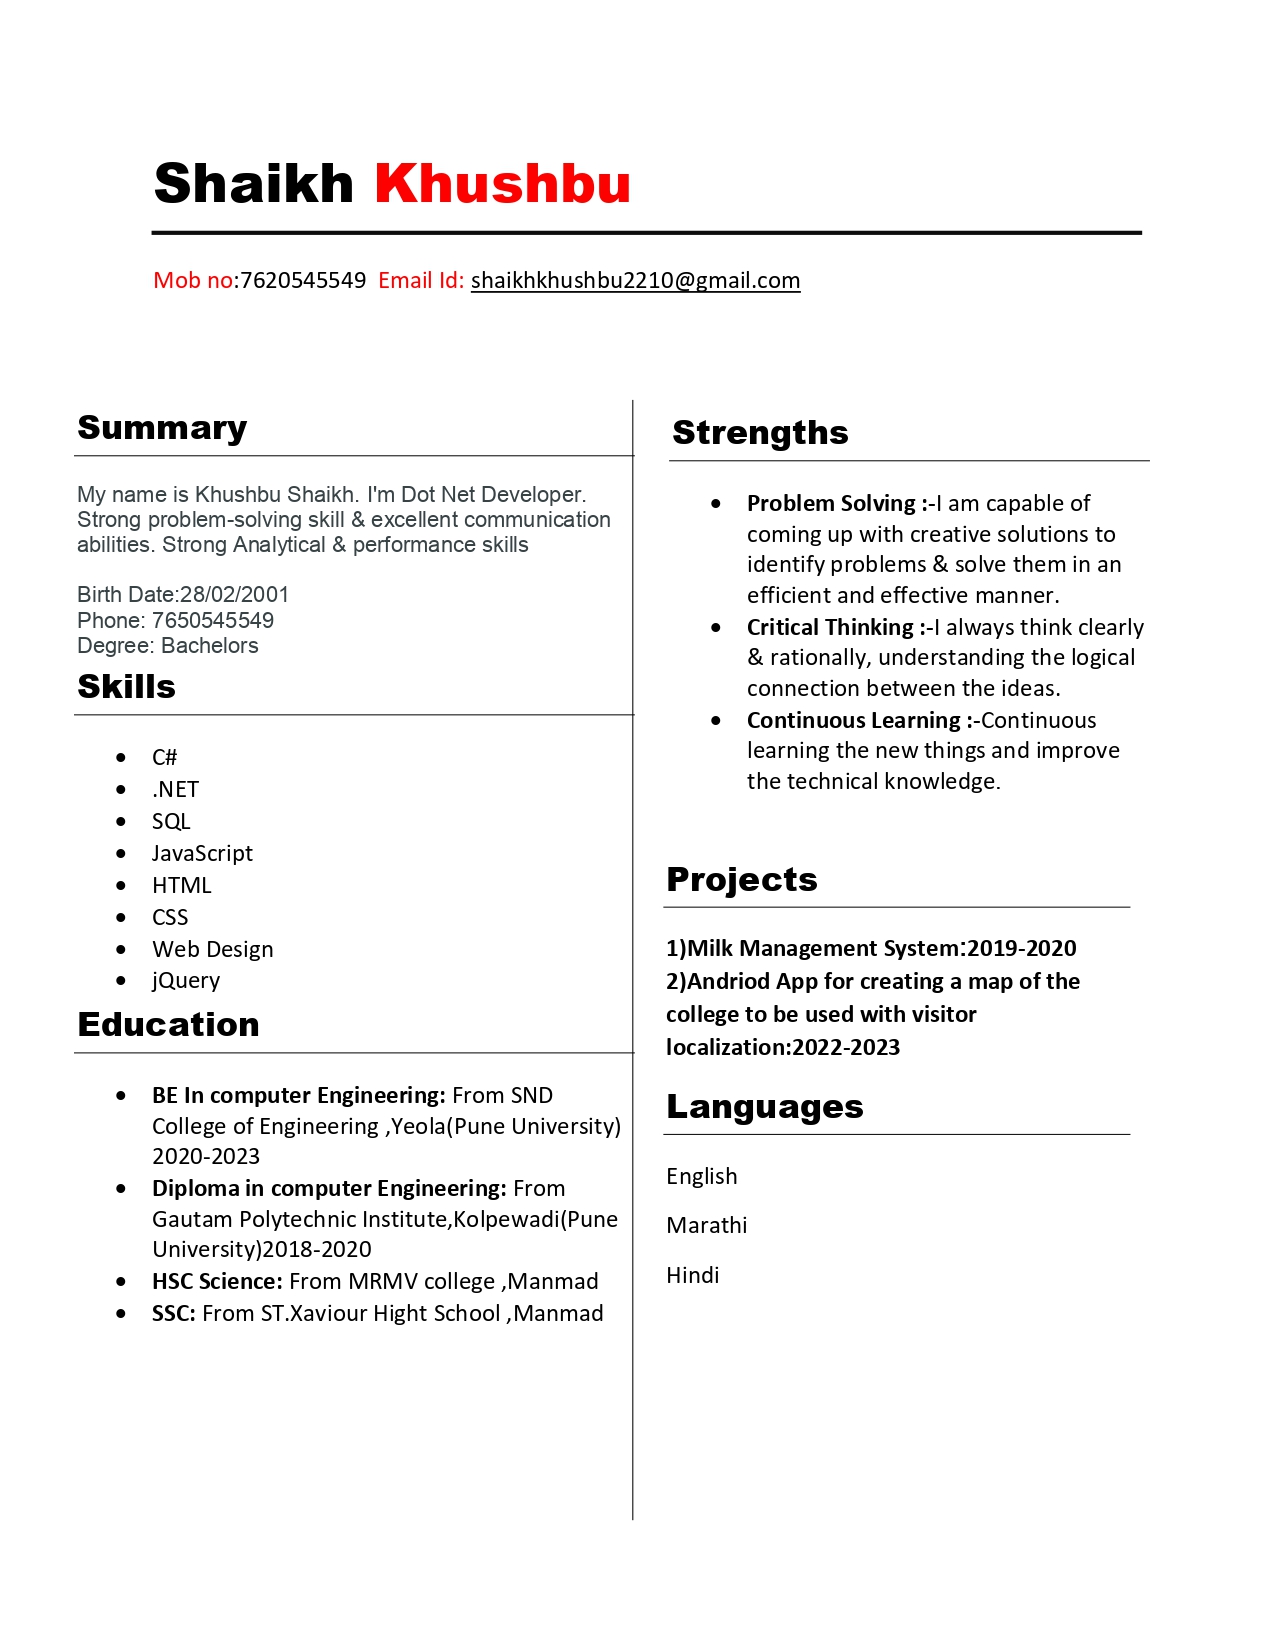 Shaikh Khushbu
Mob no:7620545549 Email Id: shaikhkhushbu2210@gmail.com
Summary
My name is Khushbu Shaikh. I'm Dot Net Developer.
Strong problem-solving skill & excellent communication
abilities. Strong Analytical & performance skills
Birth Date:28/02/2001
Phone: 7650545549
Degree: Bachelors
Skills
• C#
• .NET
• SQL
• JavaScript
• HTML
• CSS
• Web Design
• jQuery
Education
• BE In computer Engineering: From SND
College of Engineering ,Yeola(Pune University)
2020-2023
• Diploma in computer Engineering: From
Gautam Polytechnic Institute,Kolpewadi(Pune
University)2018-2020
• HSC Science: From MRMV college ,Manmad
• SSC: From ST.Xaviour Hight School ,Manmad
Strengths
• Problem Solving :-I am capable of
coming up with creative solutions to
identify problems & solve them in an
efficient and effective manner.
• Critical Thinking :-I always think clearly
& rationally, understanding the logical
connection between the ideas.
• Continuous Learning :-Continuous
learning the new things and improve
the technical knowledge.
Projects
1)Milk Management System:2019-2020
2)Andriod App for creating a map of the
college to be used with visitor
localization:2022-2023
Languages
English
Marathi
Hindi